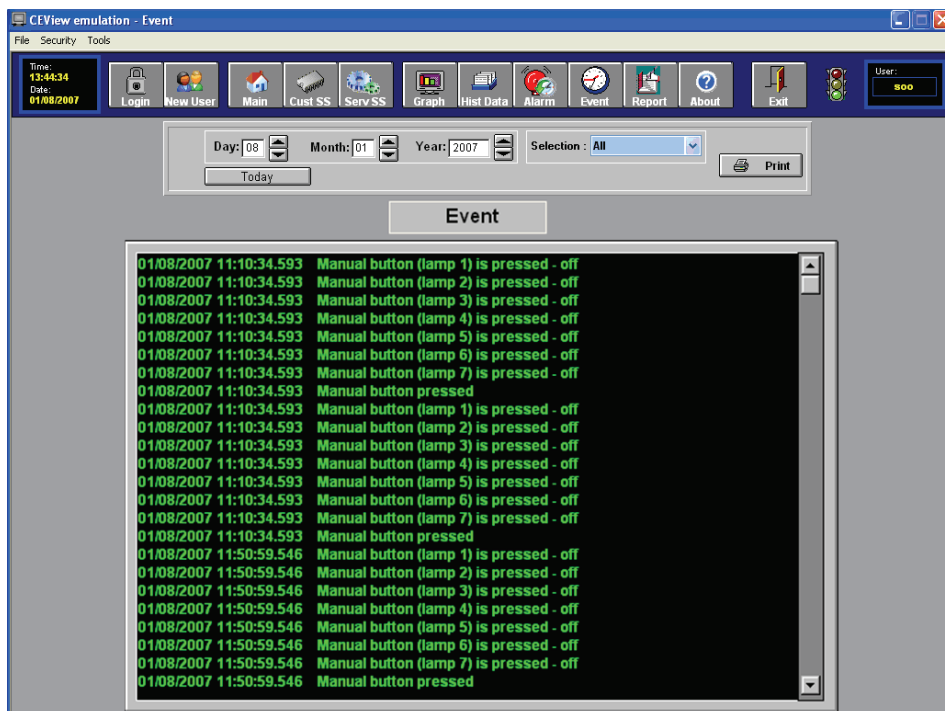 CEView emulation - Event
File Security Tools
Time:
13:44:34
Date:
01/08/2007
Login New User Main Cust SS Serv SS Graph Hist Data Alarm Event Report About Exit
User:
soo
Day: 08 Month: 01 Year: 2007 Selection : All
Today
Print
Event
01/08/2007 11:10:34.593 Manual button (lamp 1) is pressed - off
01/08/2007 11:10:34.593 Manual button (lamp 2) is pressed - off
01/08/2007 11:10:34.593 Manual button (lamp 3) is pressed - off
01/08/2007 11:10:34.593 Manual button (lamp 4) is pressed - off
01/08/2007 11:10:34.593 Manual button (lamp 5) is pressed - off
01/08/2007 11:10:34.593 Manual button (lamp 6) is pressed - off
01/08/2007 11:10:34.593 Manual button (lamp 7) is pressed - off
01/08/2007 11:10:34.593 Manual button pressed
01/08/2007 11:10:34.593 Manual button (lamp 1) is pressed - off
01/08/2007 11:10:34.593 Manual button (lamp 2) is pressed - off
01/08/2007 11:10:34.593 Manual button (lamp 3) is pressed - off
01/08/2007 11:10:34.593 Manual button (lamp 4) is pressed - off
01/08/2007 11:10:34.593 Manual button (lamp 5) is pressed - off
01/08/2007 11:10:34.593 Manual button (lamp 6) is pressed - off
01/08/2007 11:10:34.593 Manual button (lamp 7) is pressed - off
01/08/2007 11:10:34.593 Manual button pressed
01/08/2007 11:50:59.546 Manual button (lamp 1) is pressed - off
01/08/2007 11:50:59.546 Manual button (lamp 2) is pressed - off
01/08/2007 11:50:59.546 Manual button (lamp 3) is pressed - off
01/08/2007 11:50:59.546 Manual button (lamp 4) is pressed - off
01/08/2007 11:50:59.546 Manual button (lamp 5) is pressed - off
01/08/2007 11:50:59.546 Manual button (lamp 6) is pressed - off
01/08/2007 11:50:59.546 Manual button (lamp 7) is pressed - off
01/08/2007 11:50:59.546 Manual button pressed